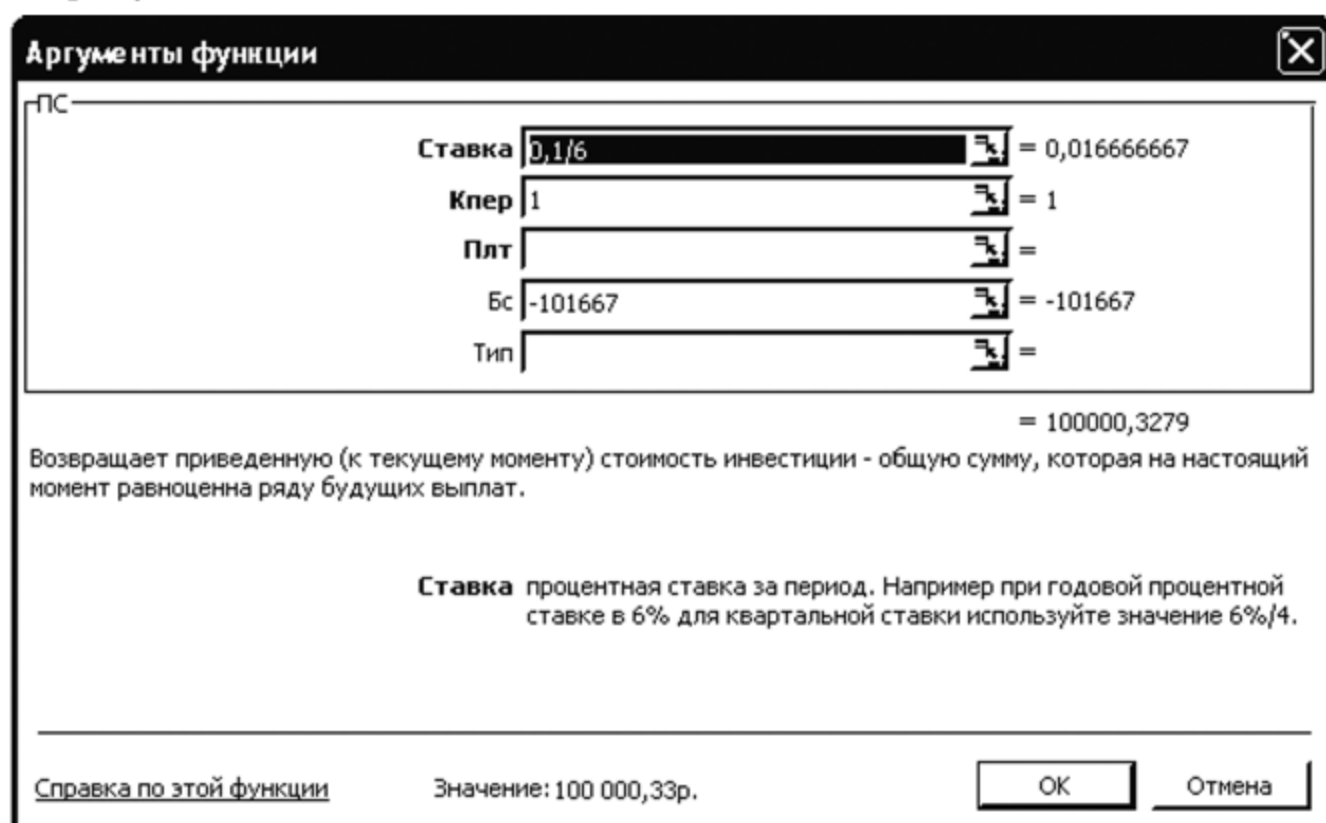 Аргументы функции
ПС
Ставка 0,1/6 = 0,016666667
Кпер 1 = 1
Плт =
Бс -101667 = -101667
Тип =
= 100000,3279
Возвращает приведенную (к текущему моменту) стоимость инвестиции - общую сумму, которая на настоящий
момент равноценна ряду будущих выплат.
Ставка процентная ставка за период. Например при годовой процентной
ставке в 6% для квартальной ставки используйте значение 6%/4.
Справка по этой функции Значение: 100 000,33р. ОК Отмена